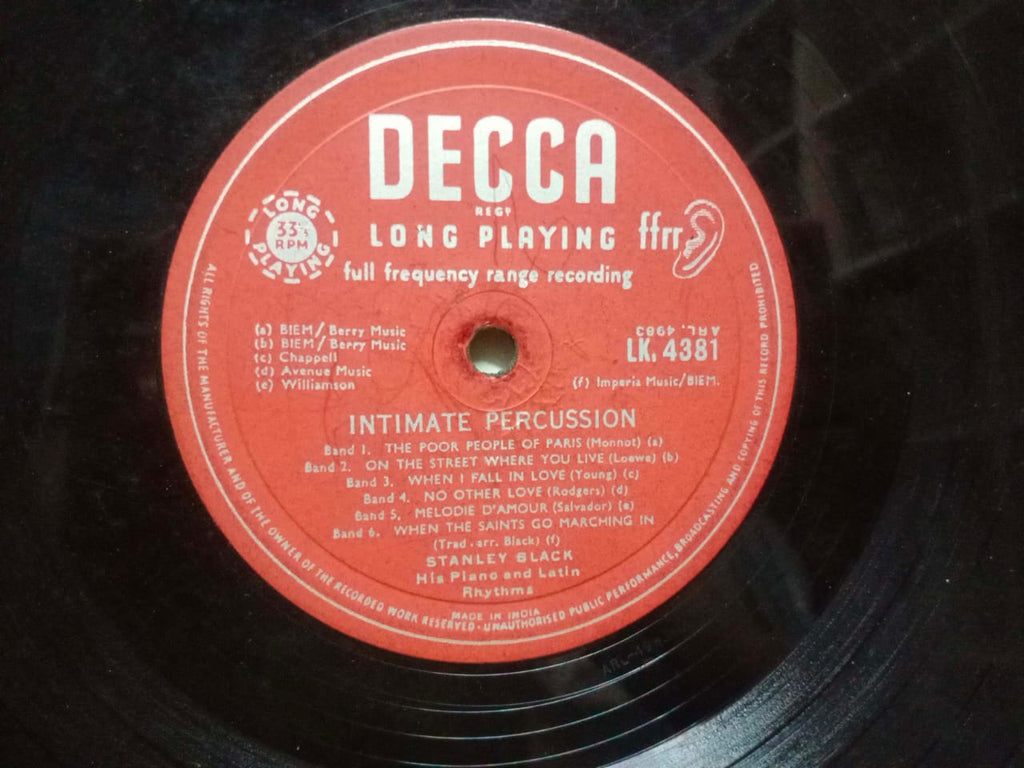 DECCA
REGD
LONG PLAYING
ffrr
LONG
33⅓
RPM
PLAYING
full frequency range recording
(a) BIEM/Berry Music
(b) BIEM/Berry Music
(c) Chappell
(d) Avenue Music
(e) Williamson
ARL. 4983
LK. 4381
(f) Imperia Music/BIEM.
INTIMATE PERCUSSION
Band 1. THE POOR PEOPLE OF PARIS (Monnot) (a)
Band 2. ON THE STREET WHERE YOU LIVE (Loewe) (b)
Band 3. WHEN I FALL IN LOVE (Young) (c)
Band 4. NO OTHER LOVE (Rodgers) (d)
Band 5. MELODIE D'AMOUR (Salvador) (e)
Band 6. WHEN THE SAINTS GO MARCHING IN
(Trad. arr. Black) (f)
STANLEY BLACK
His Piano and Latin
Rhythms
MADE IN INDIA
ALL RIGHTS OF THE MANUFACTURER AND OF THE OWNER OF THE RECORDED WORK RESERVED · UNAUTHORISED PUBLIC PERFORMANCE, BROADCASTING AND COPYING OF THIS RECORD PROHIBITED